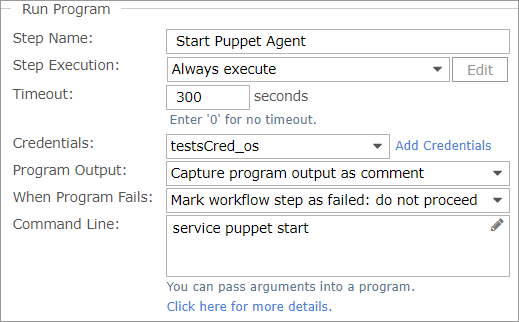 Run Program
Step Name: Start Puppet Agent
Step Execution: Always execute Edit
Timeout: 300 seconds
Enter '0' for no timeout.
Credentials: testsCred_os Add Credentials
Program Output: Capture program output as comment
When Program Fails: Mark workflow step as failed: do not proceed
Command Line: service puppet start
You can pass arguments into a program.
Click here for more details.